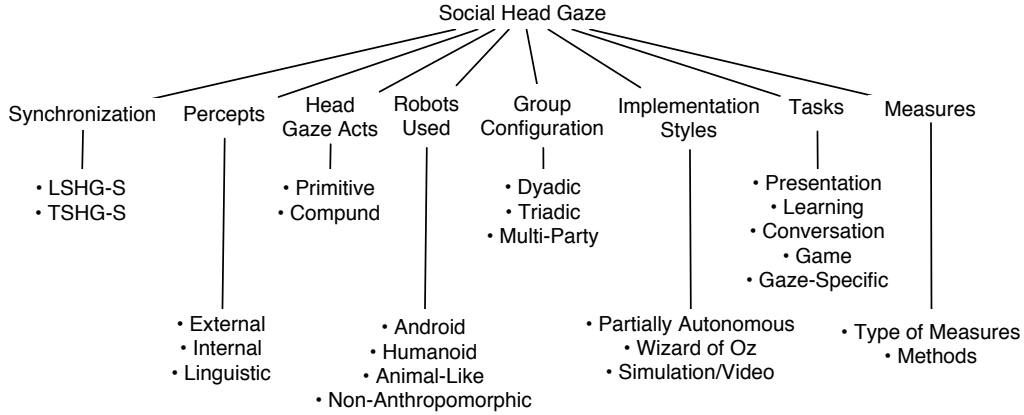 Social Head Gaze
Synchronization
• LSHG-S
• TSHG-S
Percepts
• External
• Internal
• Linguistic
Head
Gaze Acts
• Primitive
• Compund
Robots
Used
• Android
• Humanoid
• Animal-Like
• Non-Anthropomorphic
Group
Configuration
• Dyadic
• Triadic
• Multi-Party
Implementation
Styles
• Partially Autonomous
• Wizard of Oz
• Simulation/Video
Tasks
• Presentation
• Learning
• Conversation
• Game
• Gaze-Specific
Measures
• Type of Measures
• Methods